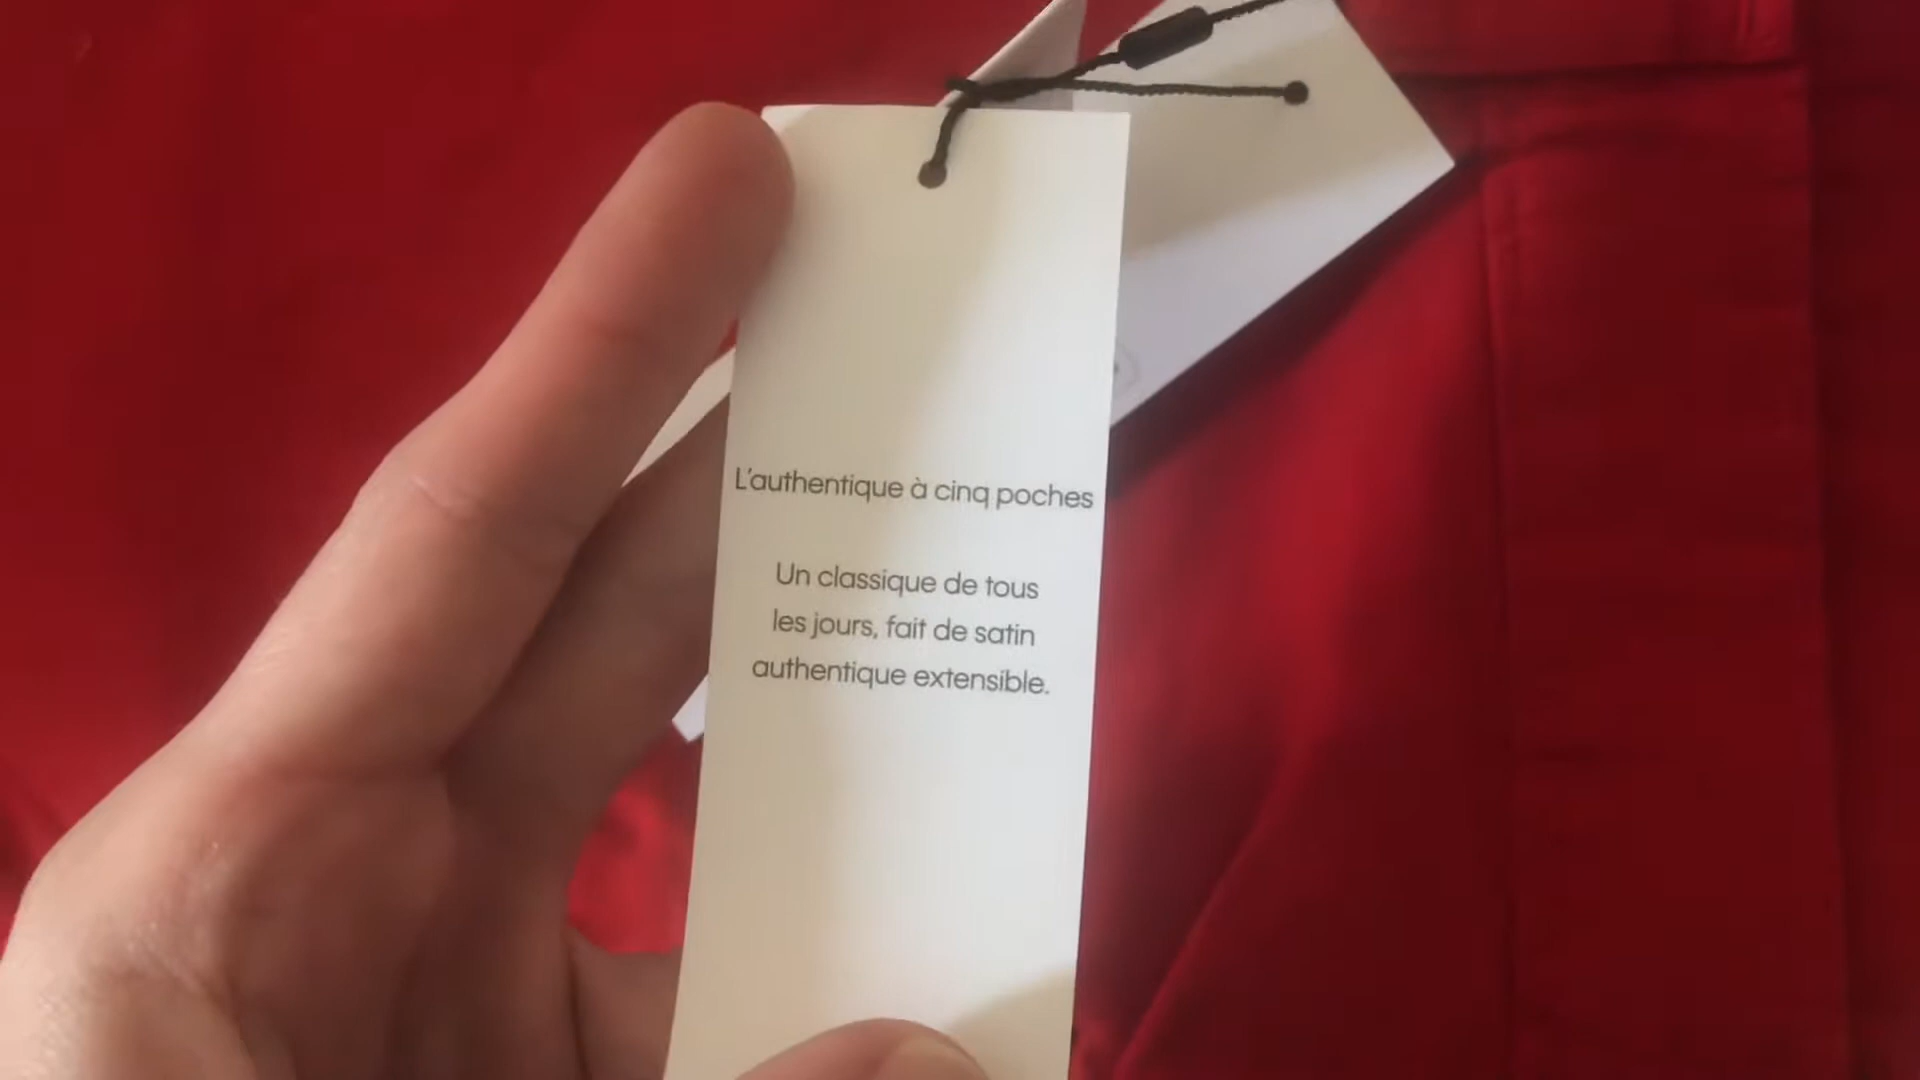 L'authentique à cinq poches
Un classique de tous
les jours, fait de satin
authentique extensible.